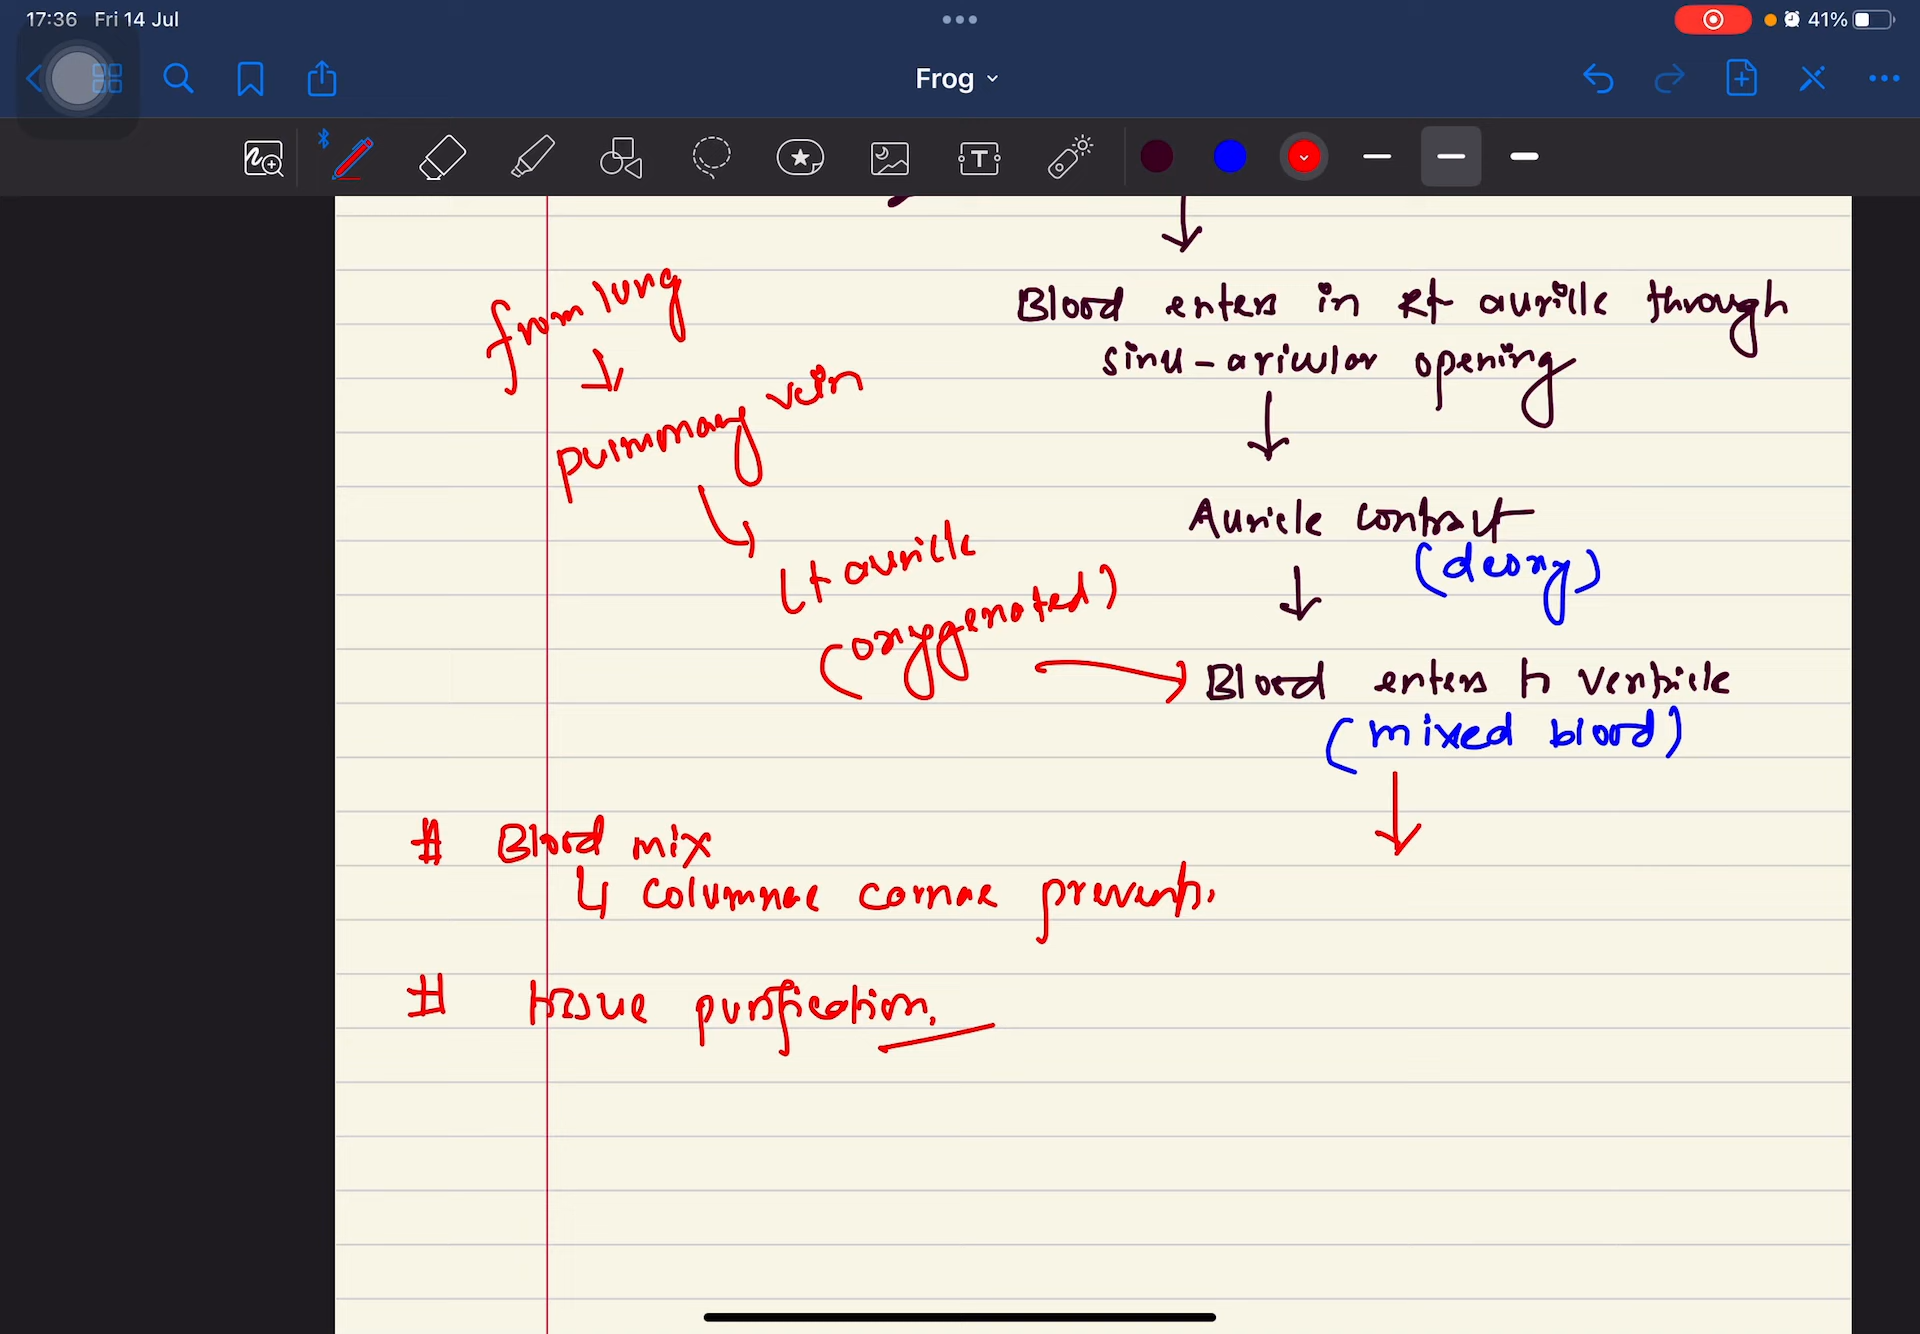 17:36 Fri 14 Jul
41%
Frog
T
Blood enters in Rt auricle through
sinu-aricular opening
from lung
pulmonary vein
Lt auricle
(oxygenated)
Auricle contract
(deoxy)
Blood enters to ventricle
(mixed blood)
# Blood mix
↳ columnae carnae prevents.
# tissue purification.